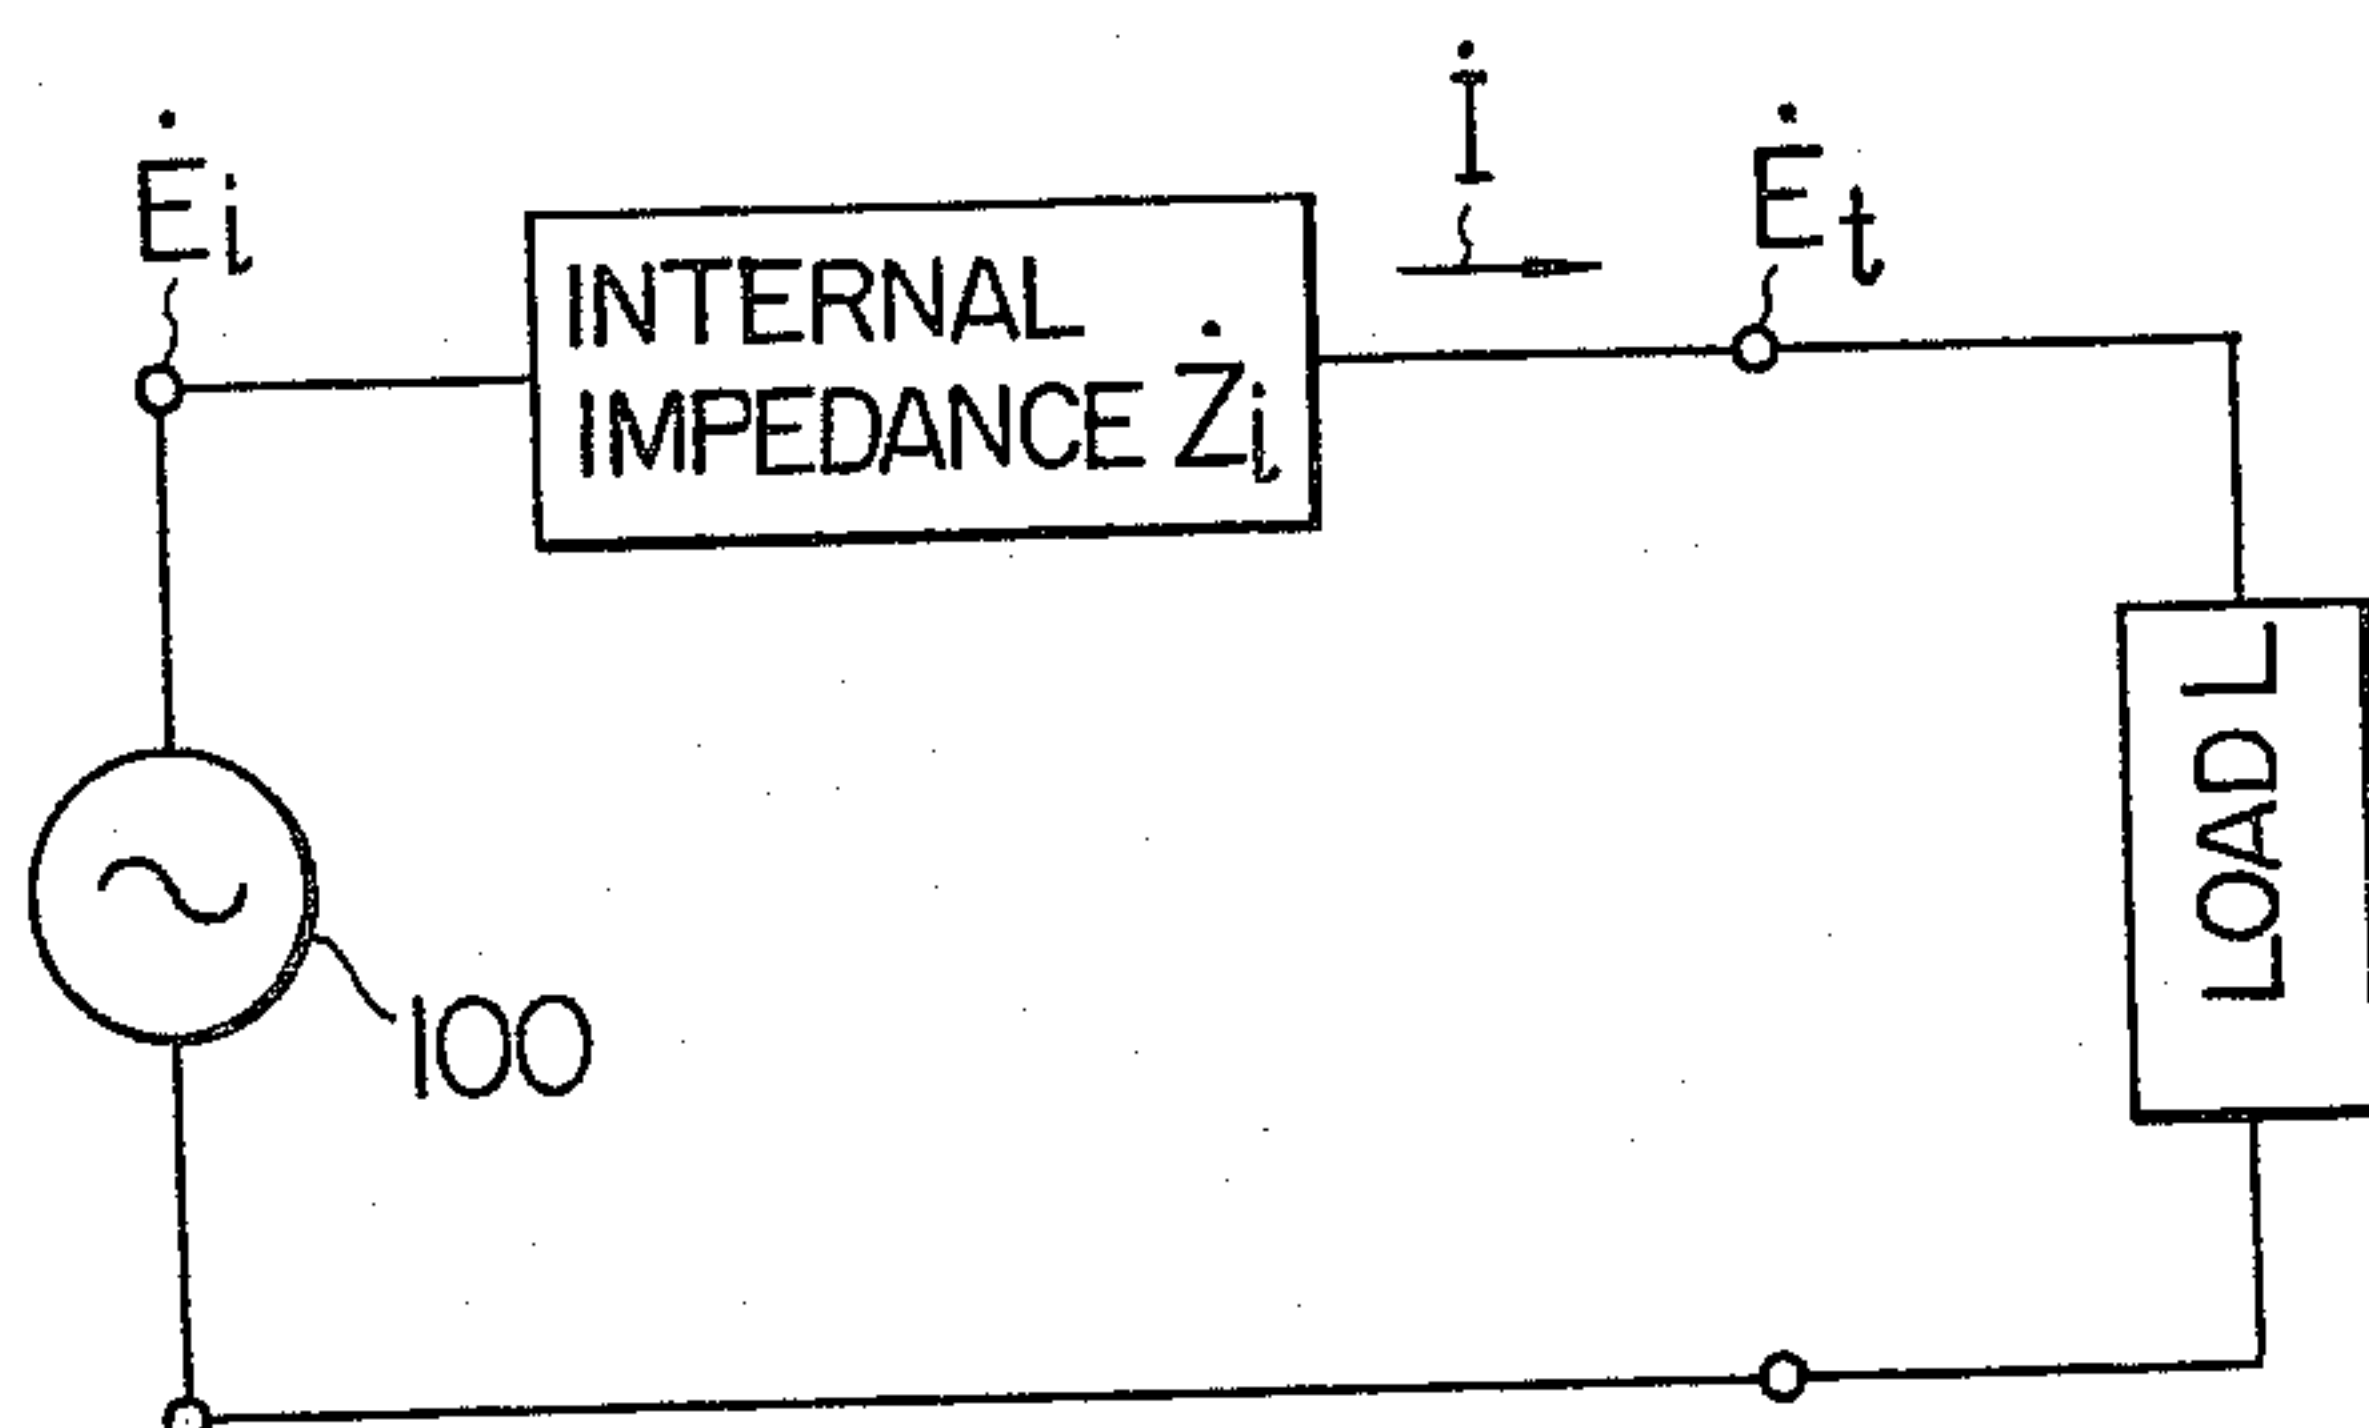 Ėi
INTERNAL
IMPEDANCE Żi
İ
Ėt
LOAD L
100